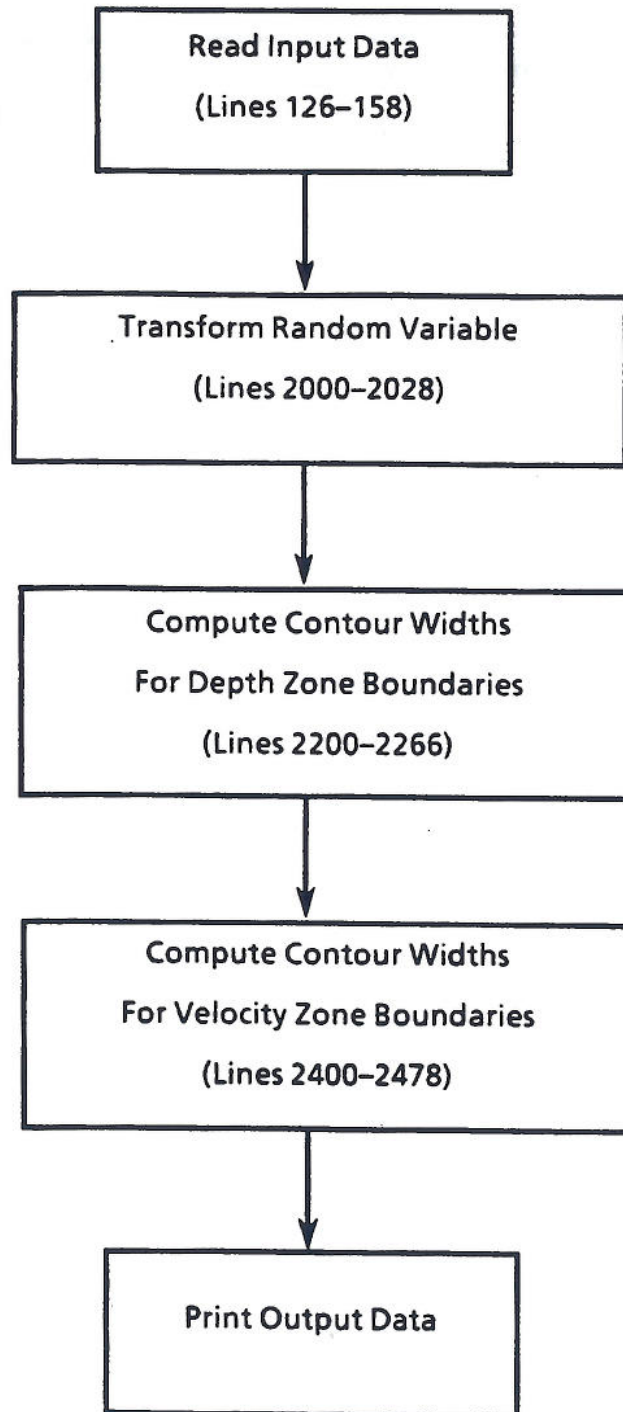 Read Input Data
(Lines 126–158)
Transform Random Variable
(Lines 2000–2028)
Compute Contour Widths
For Depth Zone Boundaries
(Lines 2200–2266)
Compute Contour Widths
For Velocity Zone Boundaries
(Lines 2400–2478)
Print Output Data